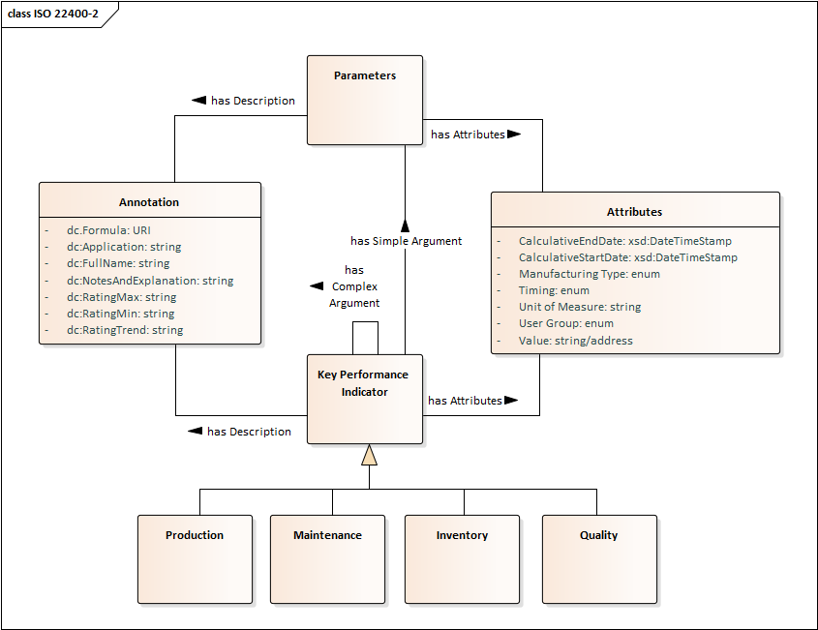 class ISO 22400-2
Parameters
has Description
has Attributes
Annotation
- dc:Formula: URI
- dc:Application: string
- dc:FullName: string
- dc:NotesAndExplanation: string
- dc:RatingMax: string
- dc:RatingMin: string
- dc:RatingTrend: string
Attributes
- CalculativeEndDate: xsd:DateTimeStamp
- CalculativeStartDate: xsd:DateTimeStamp
- Manufacturing Type: enum
- Timing: enum
- Unit of Measure: string
- User Group: enum
- Value: string/address
has Simple Argument
has
Complex
Argument
Key Performance
Indicator
has Attributes
has Description
Production
Maintenance
Inventory
Quality